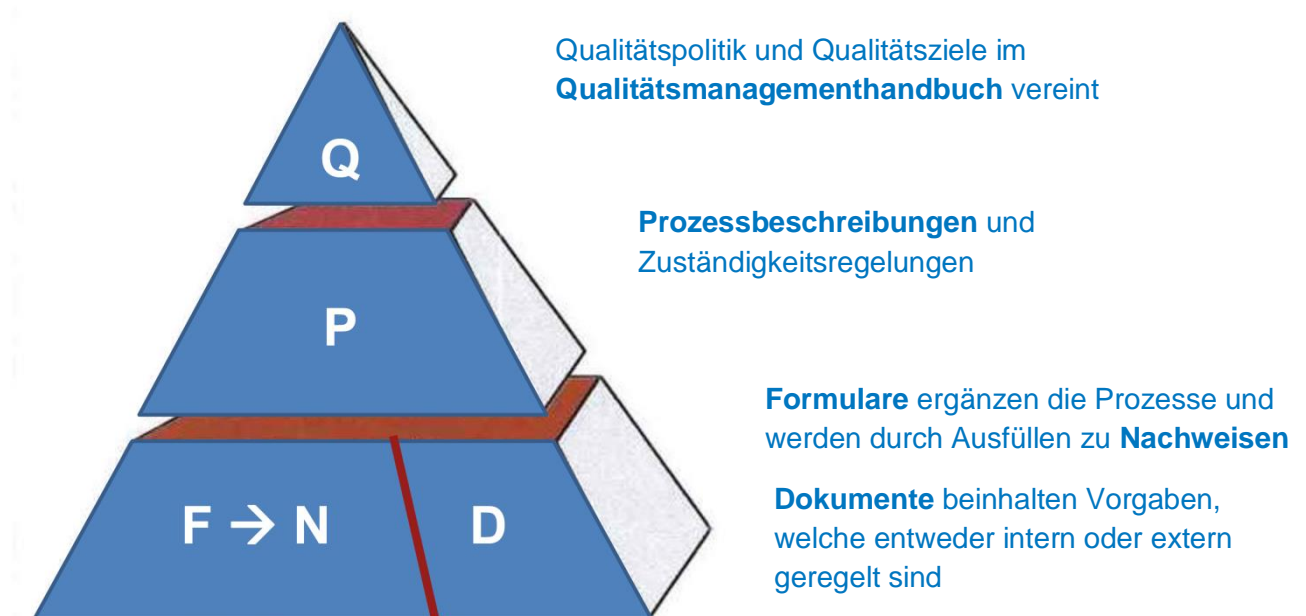 Qualitätspolitik und Qualitätsziele im
Qualitätsmanagementhandbuch vereint
Q
Prozessbeschreibungen und
Zuständigkeitsregelungen
P
Formulare ergänzen die Prozesse und
werden durch Ausfüllen zu Nachweisen
F → N
D
Dokumente beinhalten Vorgaben,
welche entweder intern oder extern
geregelt sind